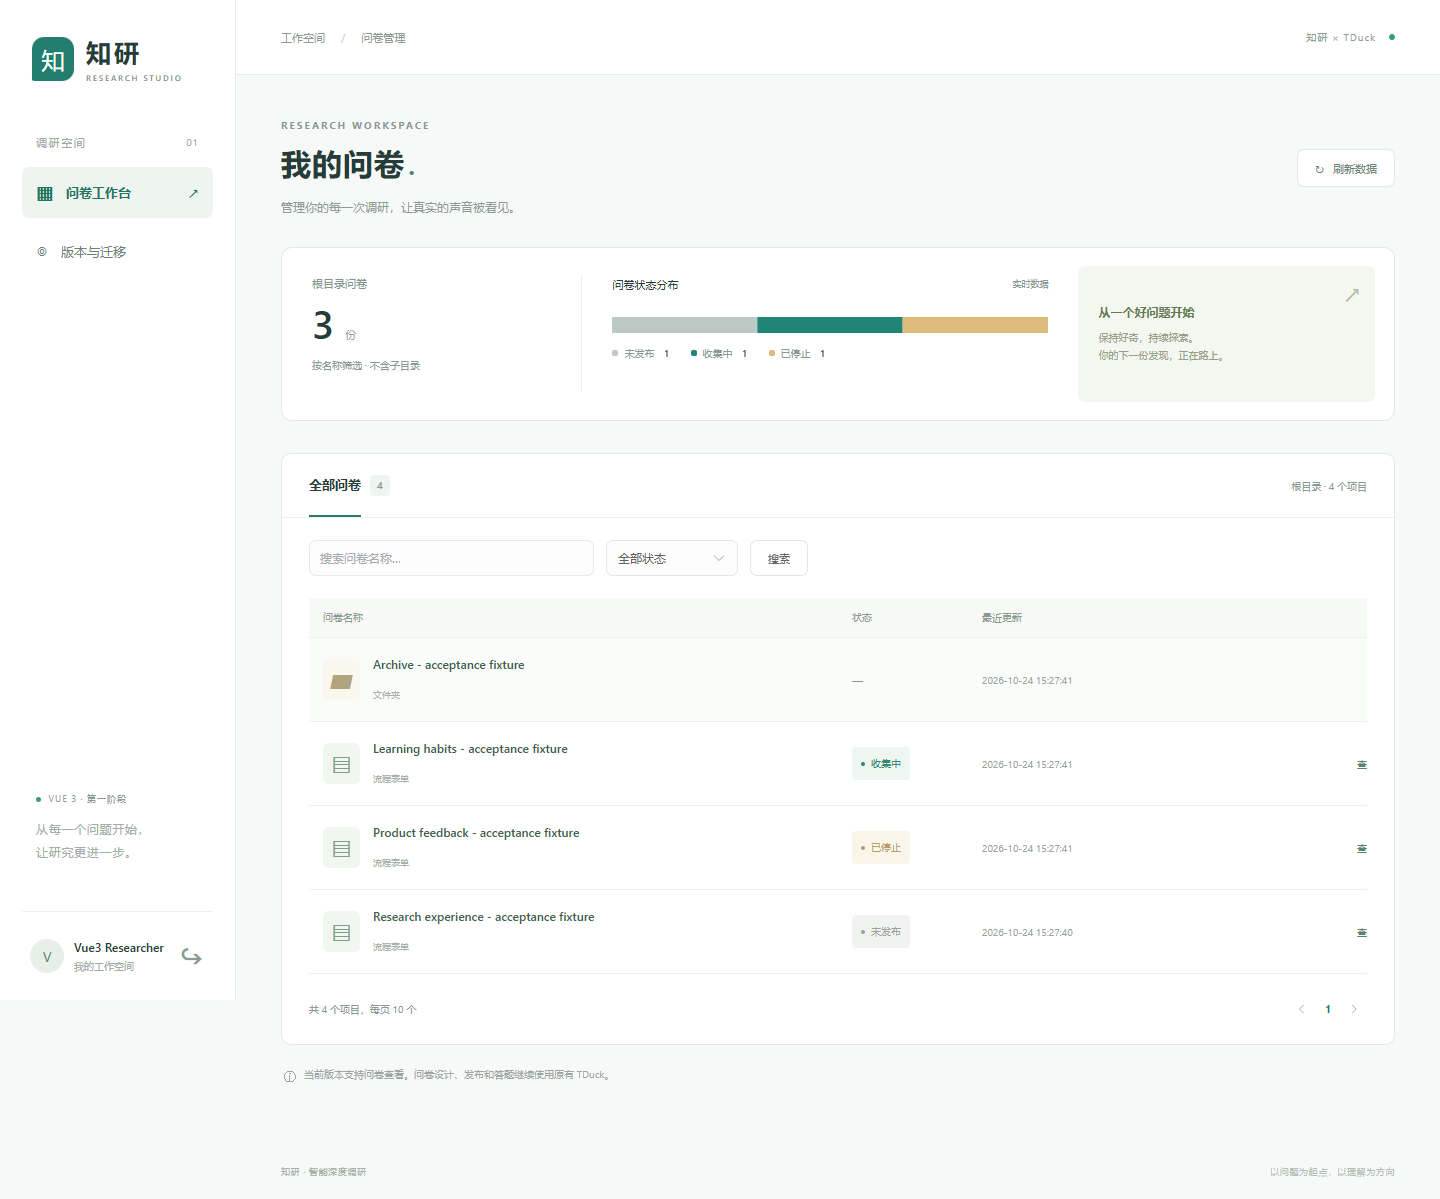 知
知研
RESEARCH STUDIO
调研空间
01
问卷工作台
↗
版本与迁移
VUE 3 · 第一阶段
从每一个问题开始，
让研究更进一步。
V
Vue3 Researcher
我的工作空间
工作空间 / 问卷管理
知研 × TDuck
RESEARCH WORKSPACE
我的问卷.
管理你的每一次调研，让真实的声音被看见。
刷新数据
根目录问卷
3 份
按名称筛选 · 不含子目录
问卷状态分布
实时数据
未发布 1
收集中 1
已停止 1
从一个好问题开始
保持好奇，持续探索。
你的下一份发现，正在路上。
全部问卷 4
根目录 · 4 个项目
搜索问卷名称...
全部状态
搜索
问卷名称 状态 最近更新
Archive - acceptance fixture
文件夹
—
2026-10-24 15:27:41
Learning habits - acceptance fixture
流程表单
收集中
2026-10-24 15:27:41
Product feedback - acceptance fixture
流程表单
已停止
2026-10-24 15:27:41
Research experience - acceptance fixture
流程表单
未发布
2026-10-24 15:27:40
共 4 个项目，每页 10 个
1
当前版本支持问卷查看。问卷设计、发布和答题继续使用原有 TDuck。
知研 · 智能深度调研
以问题为起点，以理解为方向